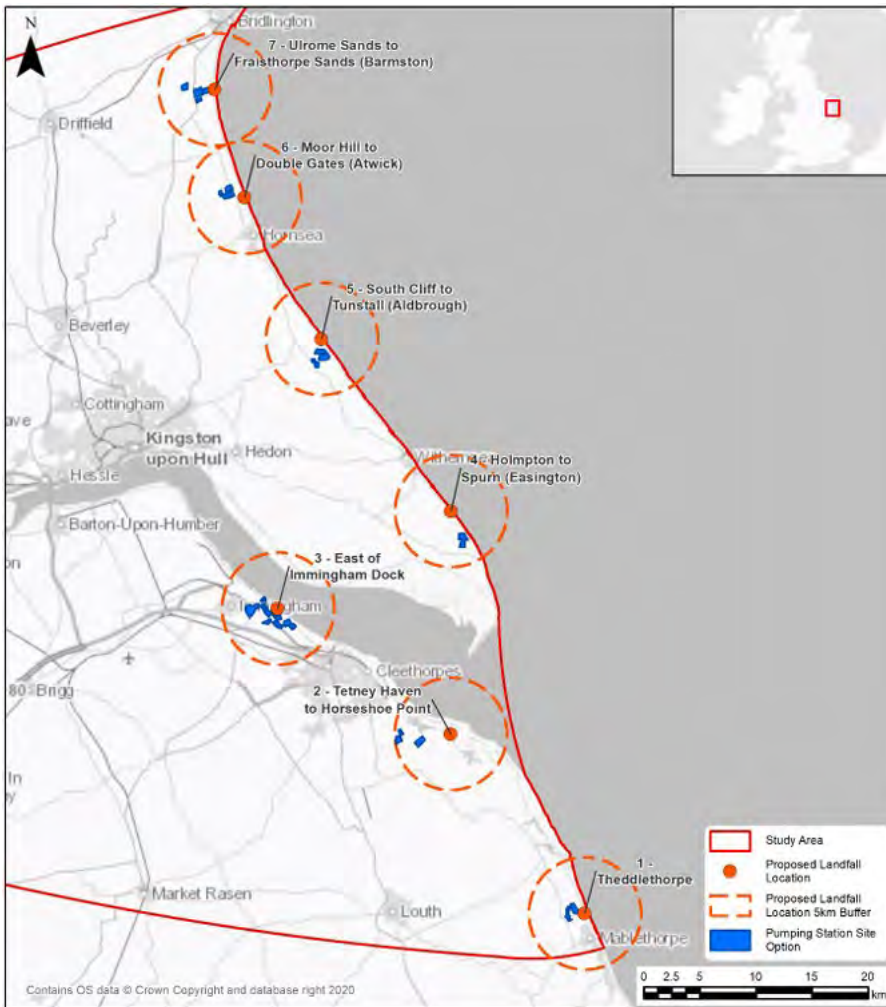 N
Bridlington
7 - Ulrome Sands to
Fraisthorpe Sands (Barmston)
Driffield
6 - Moor Hill to
Double Gates (Atwick)
Hornsea
5 - South Cliff to
Tunstall (Aldbrough)
Beverley
Cottingham
ave
Kingston
upon Hull
Hedon
Hessle
4 - Holmpton to
Spurn (Easington)
Barton-Upon-Humber
on
3 - East of
Immingham Dock
Cleethorpes
80
Brigg
2 - Tetney Haven
to Horseshoe Point
In
Market Rasen
Louth
1 -
Theddlethorpe
Mablethorpe
Study Area
Proposed Landfall
Location
Proposed Landfall
Location 5km Buffer
Pumping Station Site
Option
0 2.5 5 10 15 20
km
Contains OS data © Crown Copyright and database right 2020